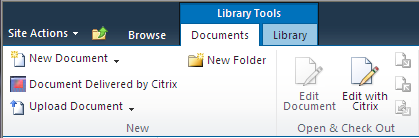 Library Tools
Site Actions Browse Documents Library
New Document
New Folder
Document Delivered by Citrix
Upload Document
Edit Document
Edit with Citrix
New
Open & Check Out